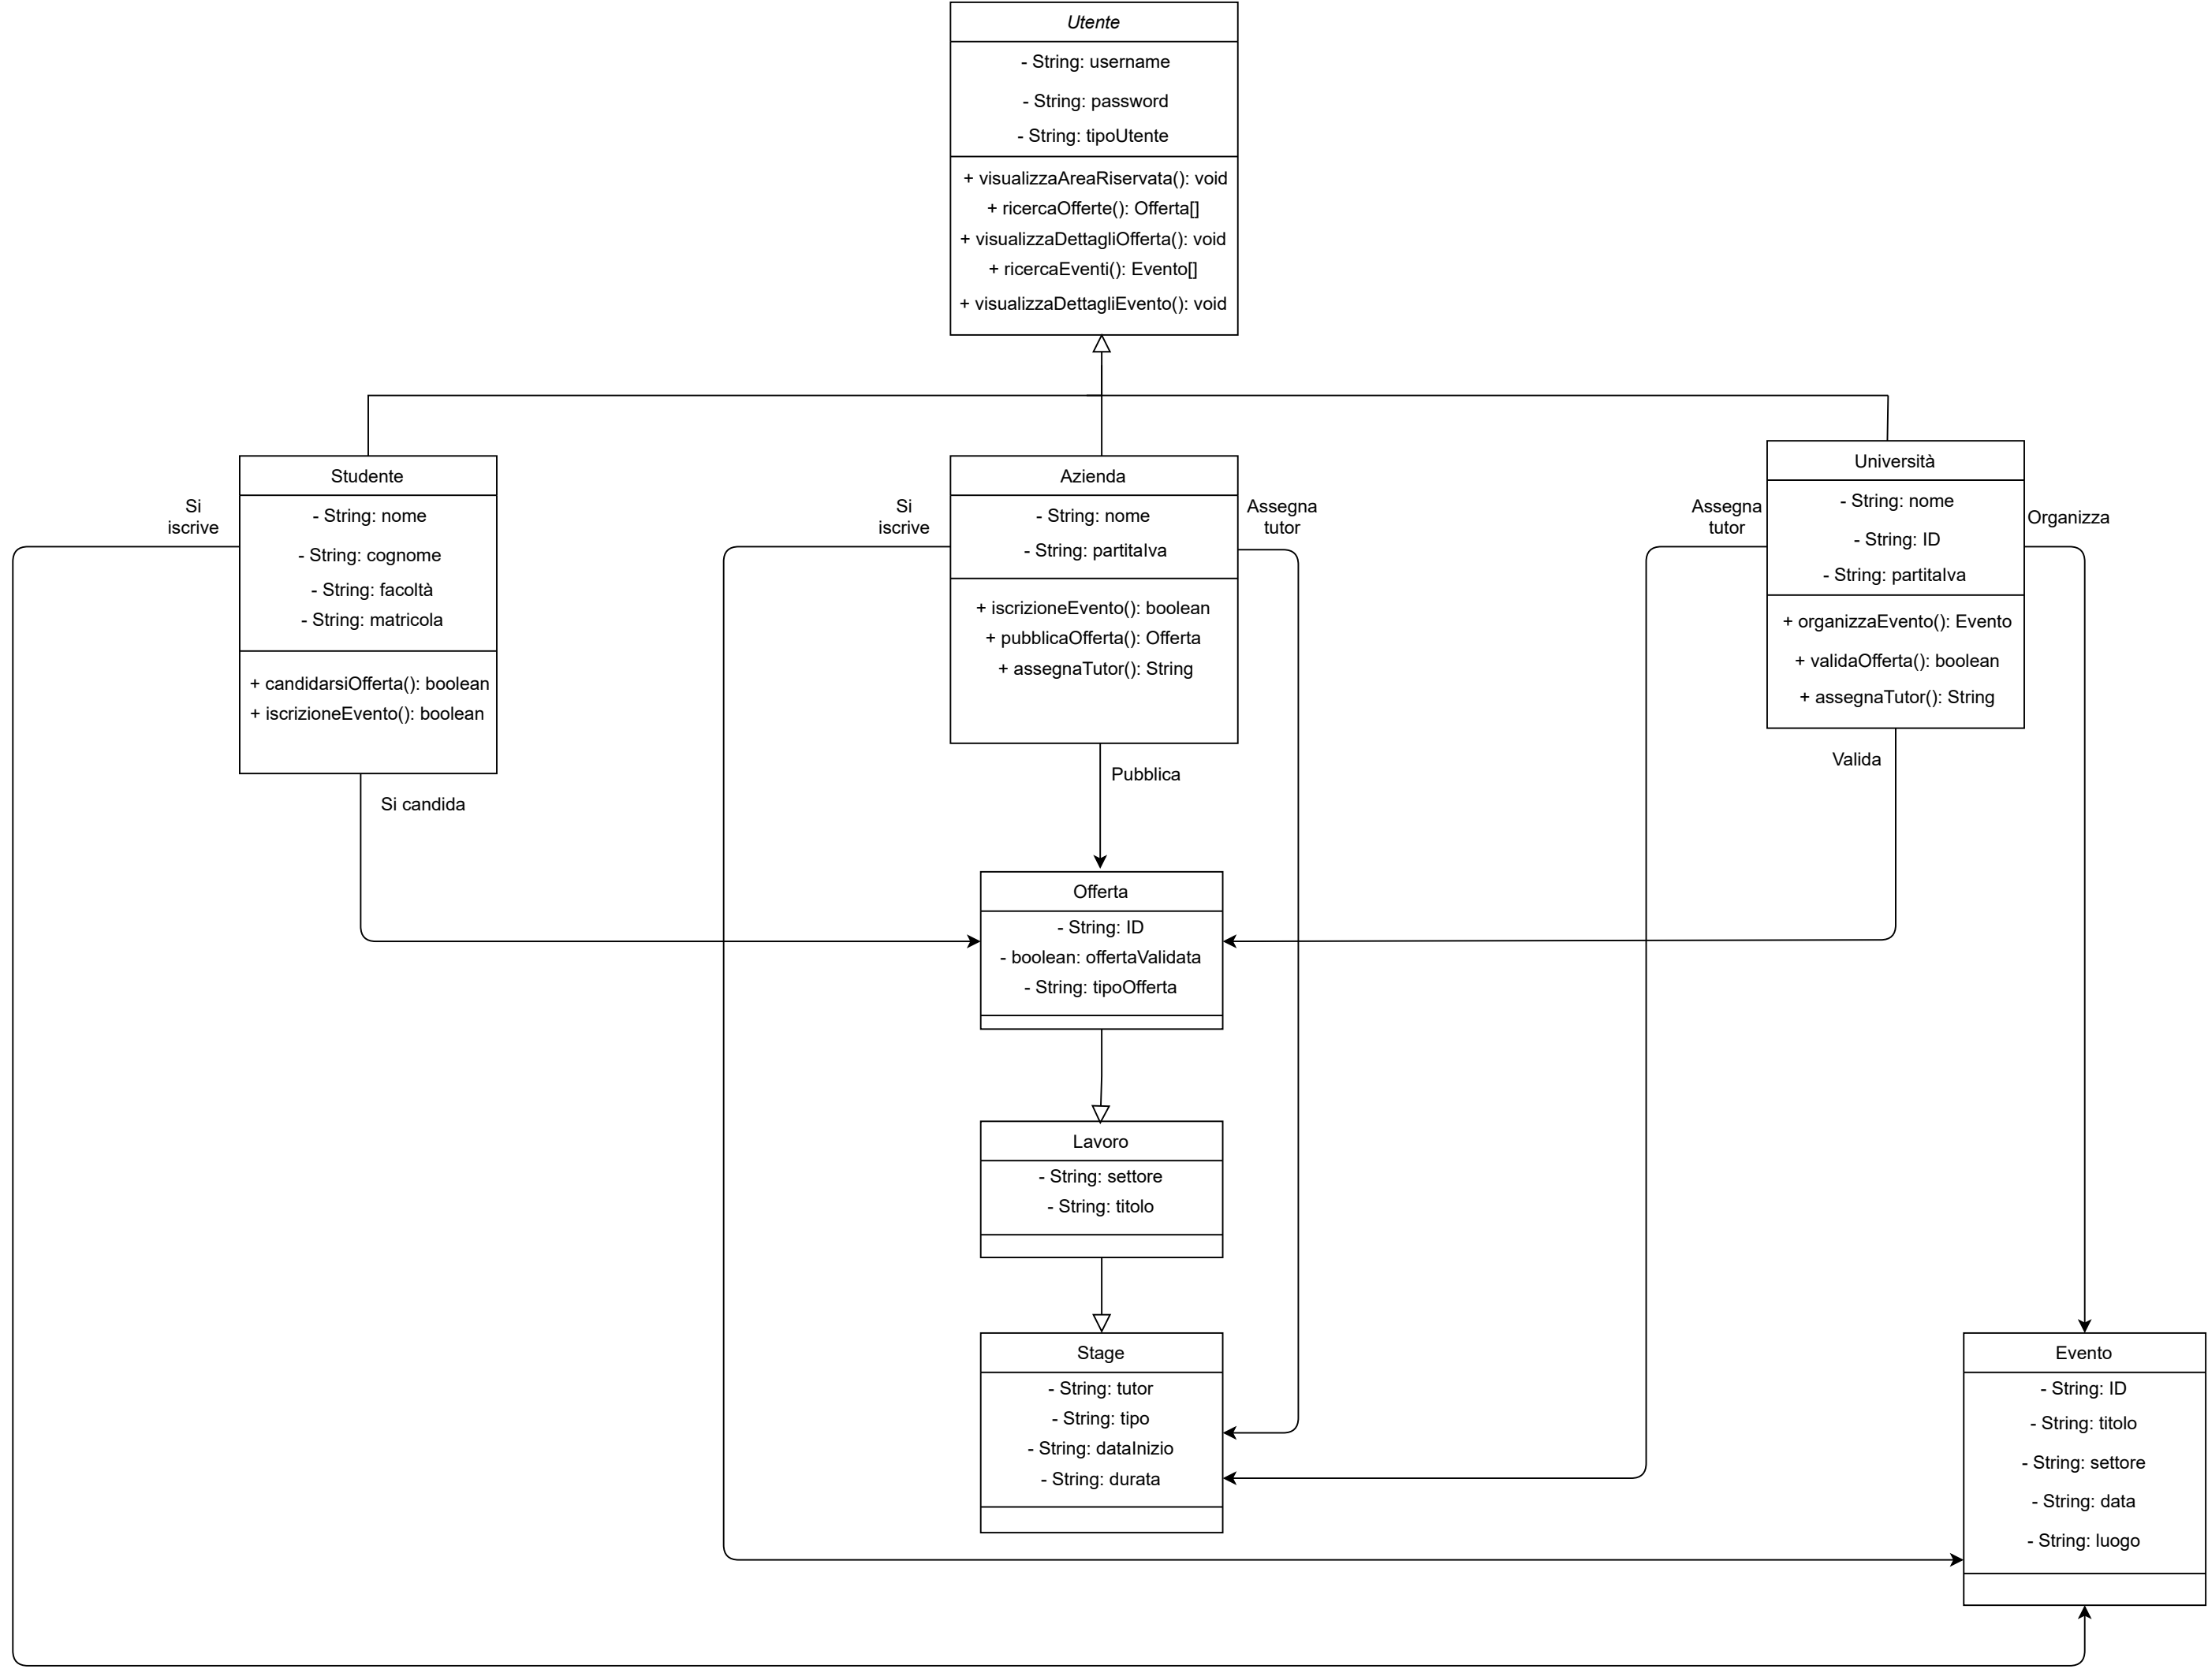 Utente
- String: username
- String: password
- String: tipoUtente
+ visualizzaAreaRiservata(): void
+ ricercaOfferte(): Offerta[]
+ visualizzaDettagliOfferta(): void
+ ricercaEventi(): Evento[]
+ visualizzaDettagliEvento(): void
Si
iscrive
Studente
- String: nome
- String: cognome
- String: facoltà
- String: matricola
+ candidarsiOfferta(): boolean
+ iscrizioneEvento(): boolean
Si candida
Si
iscrive
Azienda
- String: nome
- String: partitaIva
+ iscrizioneEvento(): boolean
+ pubblicaOfferta(): Offerta
+ assegnaTutor(): String
Assegna
tutor
Pubblica
Assegna
tutor
Università
- String: nome
- String: ID
- String: partitaIva
+ organizzaEvento(): Evento
+ validaOfferta(): boolean
+ assegnaTutor(): String
Organizza
Valida
Offerta
- String: ID
- boolean: offertaValidata
- String: tipoOfferta
Lavoro
- String: settore
- String: titolo
Stage
- String: tutor
- String: tipo
- String: dataInizio
- String: durata
Evento
- String: ID
- String: titolo
- String: settore
- String: data
- String: luogo